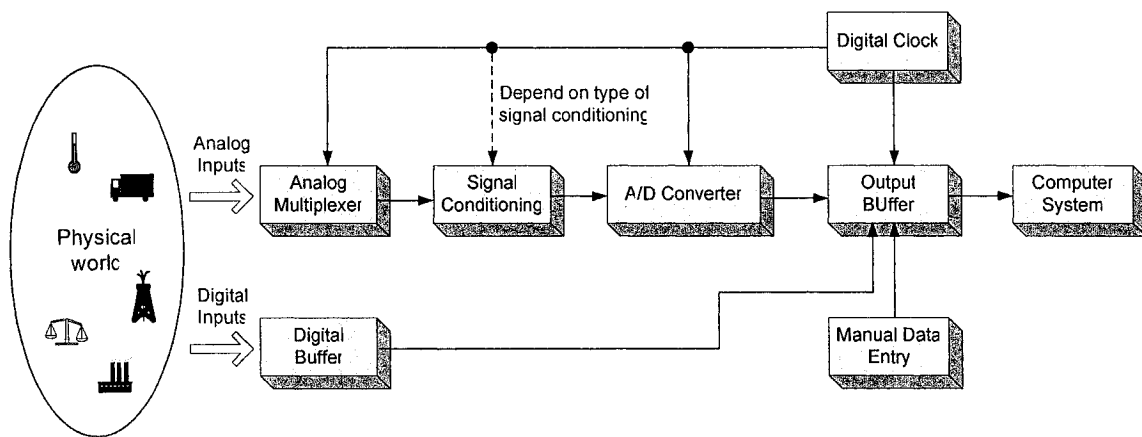 Digital Clock
Depend on type of
signal conditioning
Analog
Inputs
Analog
Multiplexer
Signal
Conditioning
A/D Converter
Output
BUffer
Computer
System
Physical
world
Digital
Inputs
Digital
Buffer
Manual Data
Entry